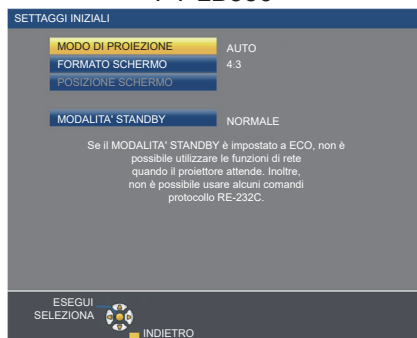 SETTAGGI INIZIALI
MODO DI PROIEZIONE AUTO
FORMATO SCHERMO 4:3
POSIZIONE SCHERMO
MODALITA' STANDBY NORMALE
Se il MODALITA' STANDBY è impostato a ECO, non è
possibile utilizzare le funzioni di rete
quando il proiettore attende. Inoltre,
non è possibile usare alcuni comandi
protocollo RE-232C.
ESEGUI
SELEZIONA
INDIETRO